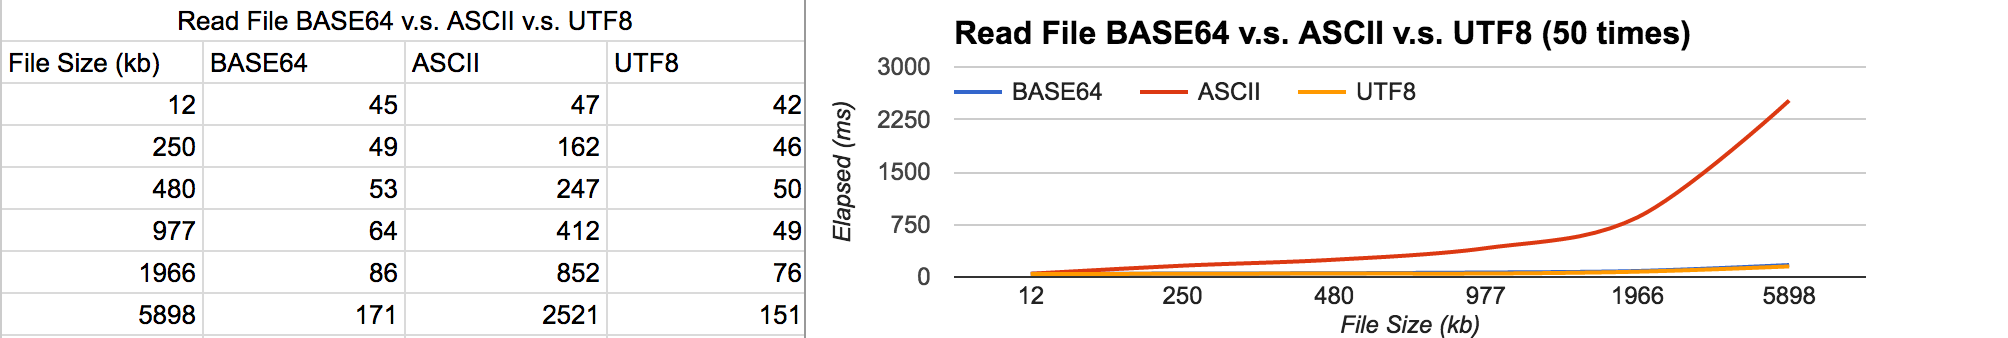 Read File BASE64 v.s. ASCII v.s. UTF8
File Size (kb) BASE64 ASCII UTF8
12 45 47 42
250 49 162 46
480 53 247 50
977 64 412 49
1966 86 852 76
5898 171 2521 151
Read File BASE64 v.s. ASCII v.s. UTF8 (50 times)
BASE64 ASCII UTF8
Elapsed (ms)
3000
2250
1500
750
0
12 250 480 977 1966 5898
File Size (kb)